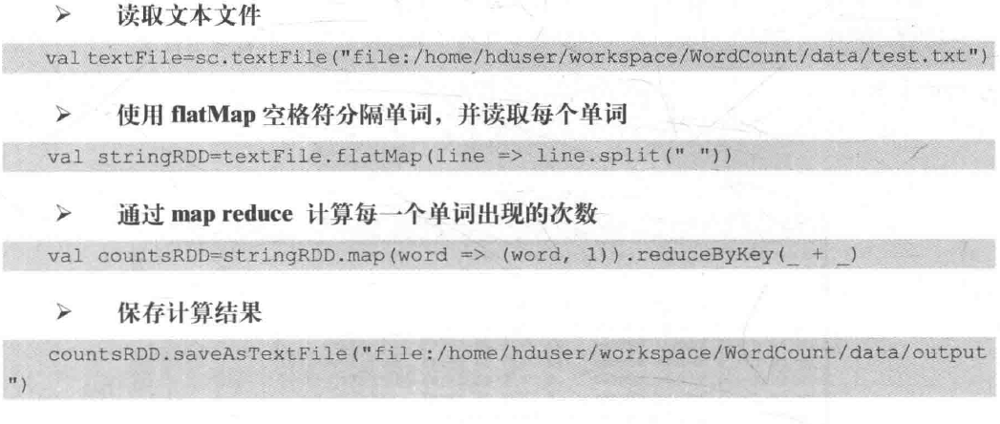 ➢ 读取文本文件
val textFile=sc.textFile("file:/home/hduser/workspace/WordCount/data/test.txt")
➢ 使用 flatMap 空格符分隔单词，并读取每个单词
val stringRDD=textFile.flatMap(line => line.split(" "))
➢ 通过 map reduce 计算每一个单词出现的次数
val countsRDD=stringRDD.map(word => (word, 1)).reduceByKey(_ + _)
➢ 保存计算结果
countsRDD.saveAsTextFile("file:/home/hduser/workspace/WordCount/data/output
")